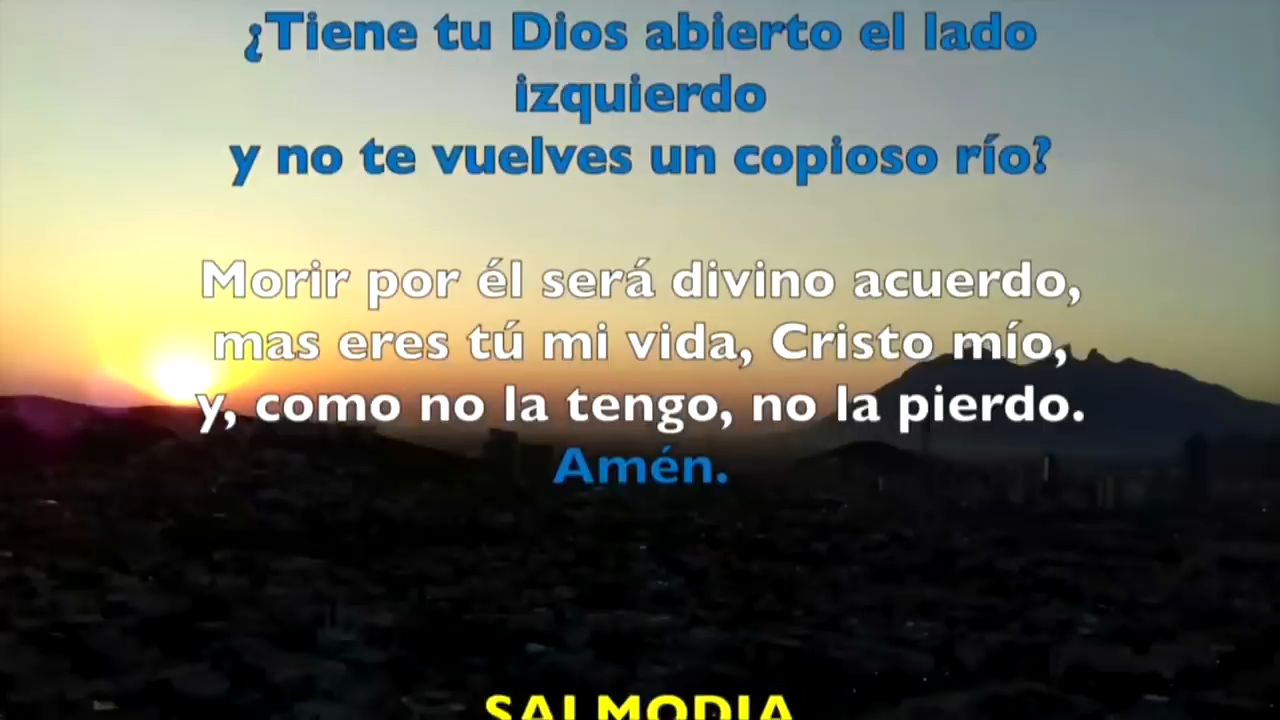 ¿Tiene tu Dios abierto el lado
izquierdo
y no te vuelves un copioso río?
Morir por él será divino acuerdo,
mas eres tú mi vida, Cristo mío,
y, como no la tengo, no la pierdo.
Amén.
SALMODIA